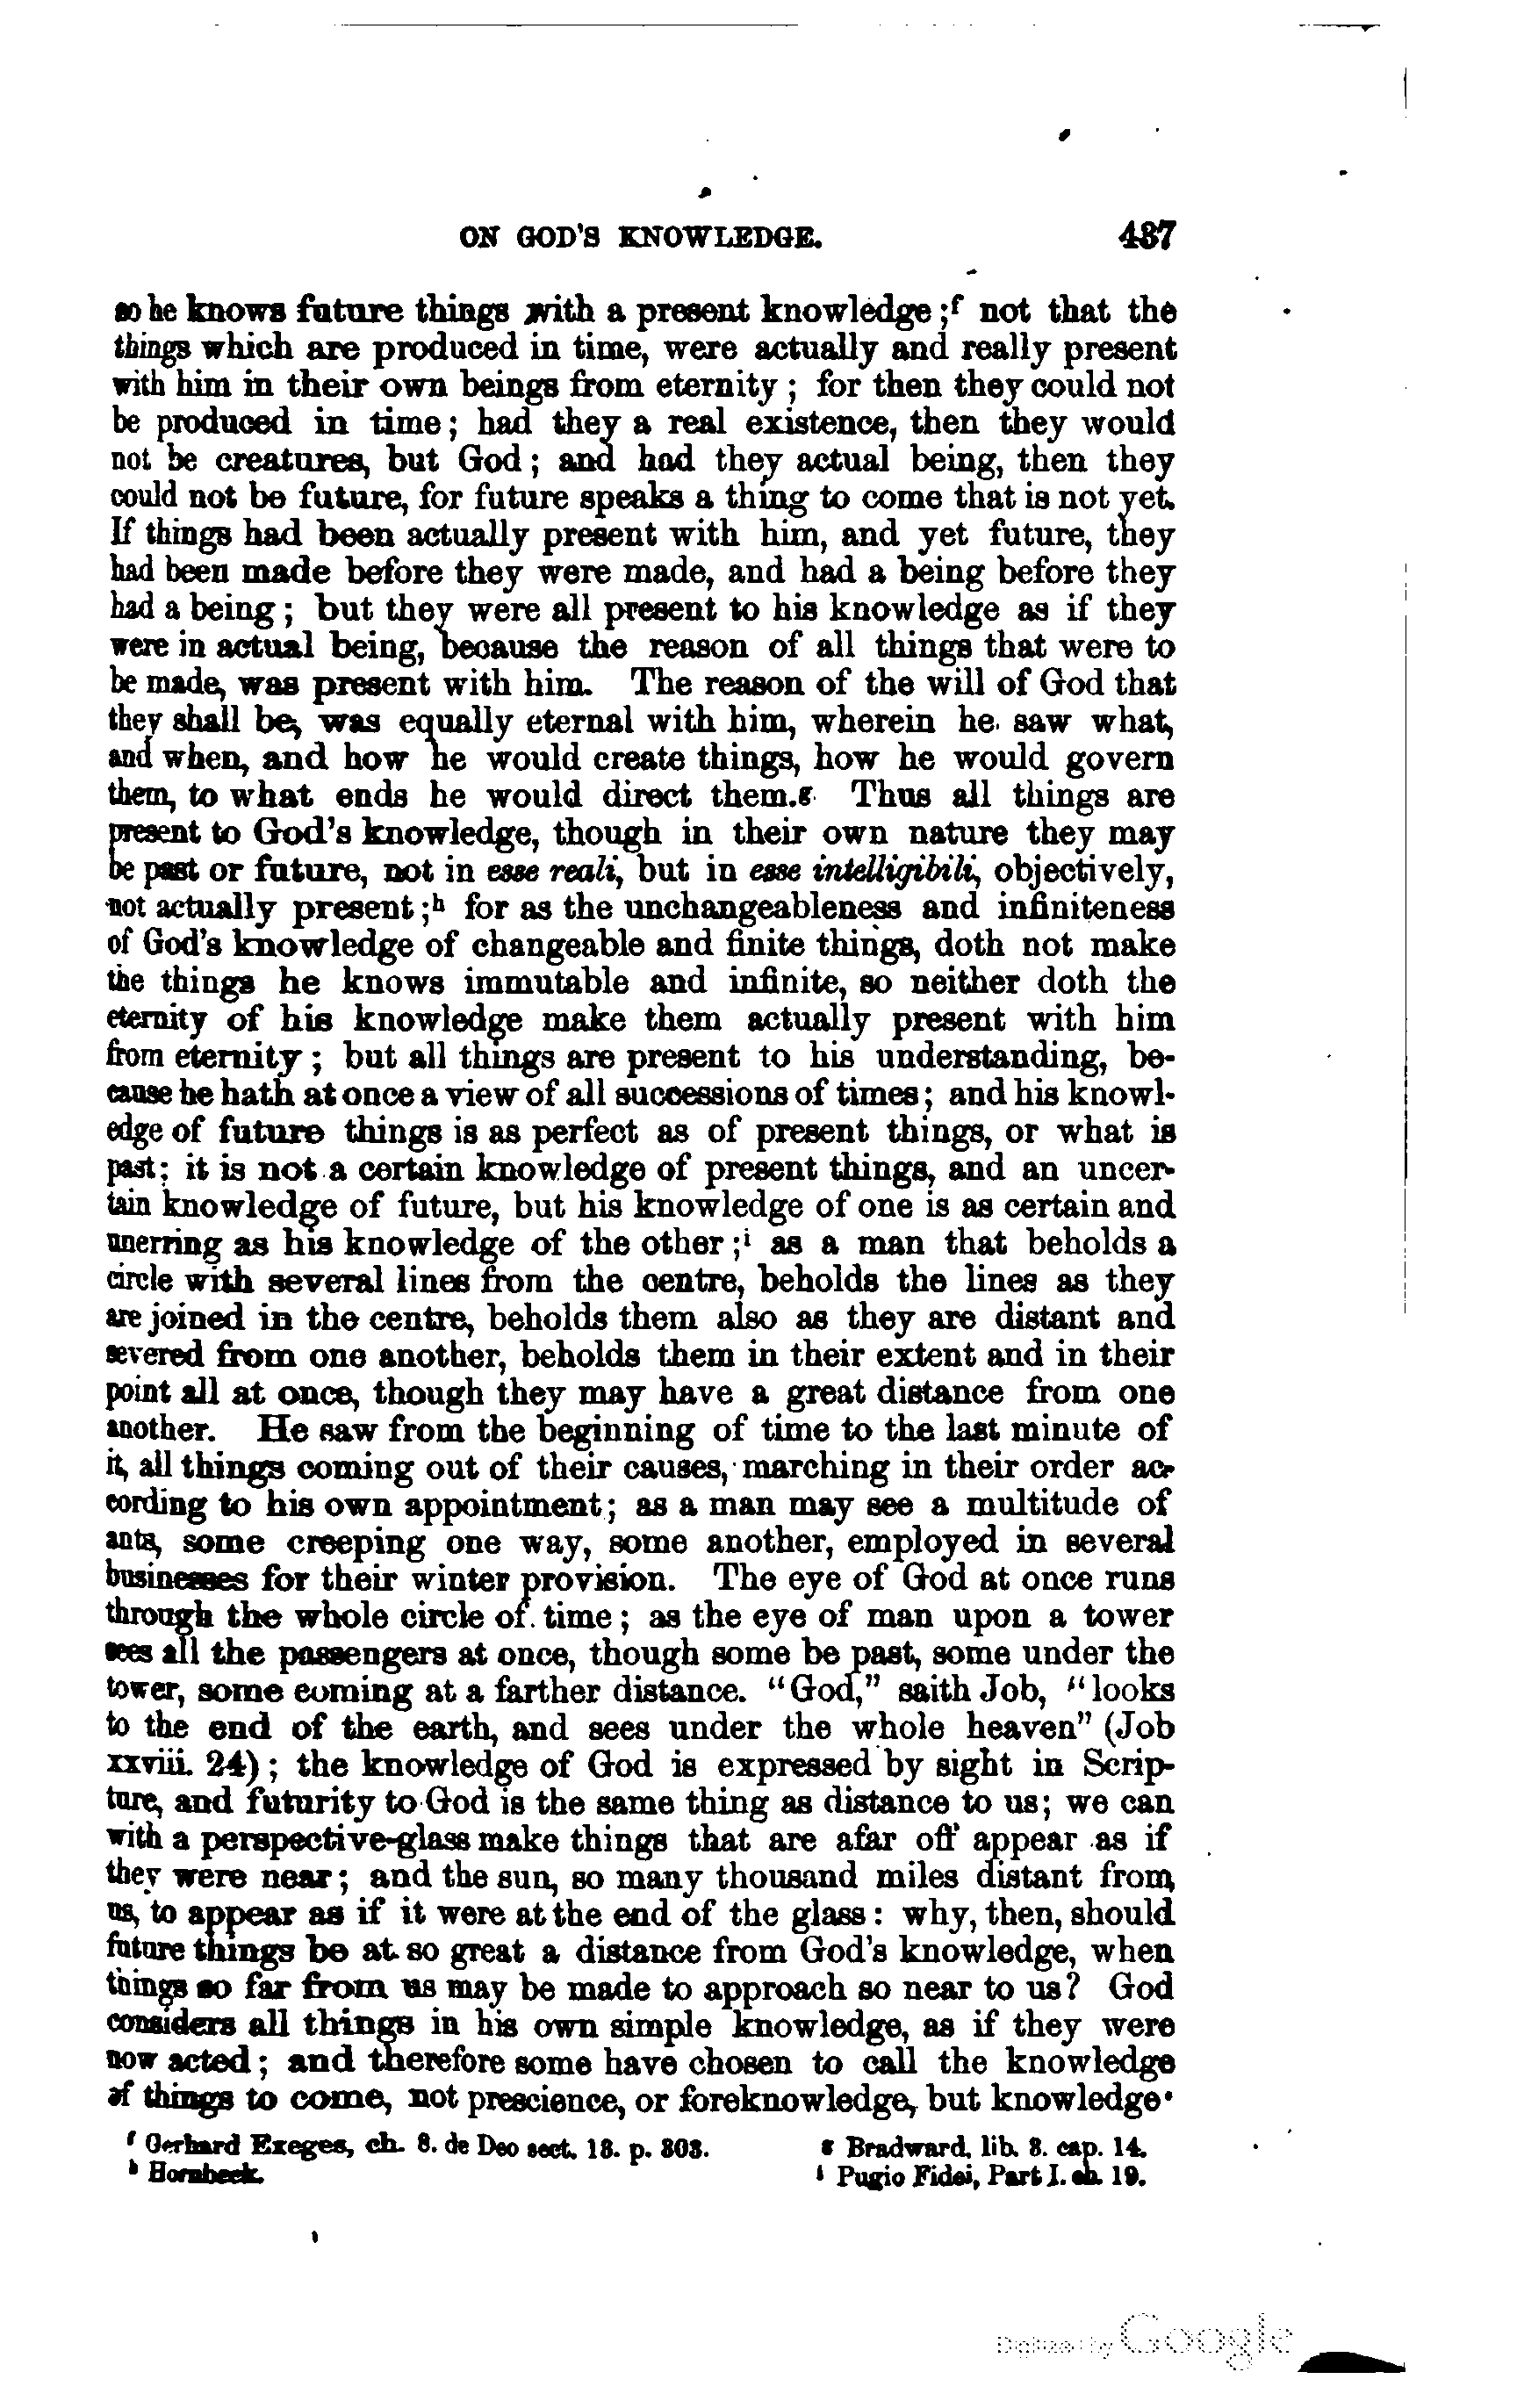 ON GOD'S KNOWLEDGE. 437
so he knows future things with a present knowledge;ᶠ not that the
things which are produced in time, were actually and really present
with him in their own beings from eternity; for then they could not
be produced in time; had they a real existence, then they would
not be creatures, but God; and had they actual being, then they
could not be future, for future speaks a thing to come that is not yet.
If things had been actually present with him, and yet future, they
had been made before they were made, and had a being before they
had a being; but they were all present to his knowledge as if they
were in actual being, because the reason of all things that were to
be made, was present with him. The reason of the will of God that
they shall be, was equally eternal with him, wherein he saw what,
and when, and how he would create things, how he would govern
them, to what ends he would direct them.ᵍ Thus all things are
present to God's knowledge, though in their own nature they may
be past or future, not in esse reali, but in esse intelligibili, objectively,
not actually present;ʰ for as the unchangeableness and infiniteness
of God's knowledge of changeable and finite things, doth not make
the things he knows immutable and infinite, so neither doth the
eternity of his knowledge make them actually present with him
from eternity; but all things are present to his understanding, be-
cause he hath at once a view of all successions of times; and his knowl-
edge of future things is as perfect as of present things, or what is
past; it is not a certain knowledge of present things, and an uncer-
tain knowledge of future, but his knowledge of one is as certain and
unerring as his knowledge of the other;ⁱ as a man that beholds a
circle with several lines from the centre, beholds the lines as they
are joined in the centre, beholds them also as they are distant and
severed from one another, beholds them in their extent and in their
point all at once, though they may have a great distance from one
another. He saw from the beginning of time to the last minute of
it, all things coming out of their causes, marching in their order ac-
cording to his own appointment; as a man may see a multitude of
ants, some creeping one way, some another, employed in several
businesses for their winter provision. The eye of God at once runs
through the whole circle of time; as the eye of man upon a tower
sees all the passengers at once, though some be past, some under the
tower, some coming at a farther distance. "God," saith Job, "looks
to the end of the earth, and sees under the whole heaven" (Job
xxviii. 24); the knowledge of God is expressed by sight in Scrip-
ture, and futurity to God is the same thing as distance to us; we can
with a perspective-glass make things that are afar off appear as if
they were near; and the sun, so many thousand miles distant from
us, to appear as if it were at the end of the glass: why, then, should
future things be at so great a distance from God's knowledge, when
things so far from us may be made to approach so near to us? God
considers all things in his own simple knowledge, as if they were
now acted; and therefore some have chosen to call the knowledge
of things to come, not prescience, or foreknowledge, but knowledge
ᶠ Gerhard Exeges, ch. 8. de Deo sect. 13. p. 303. ᵍ Bradward. lib. 3. cap. 14.
ʰ Hornbeek. ⁱ Pugio Fidei, Part I. ch. 19.
Digitized by Google